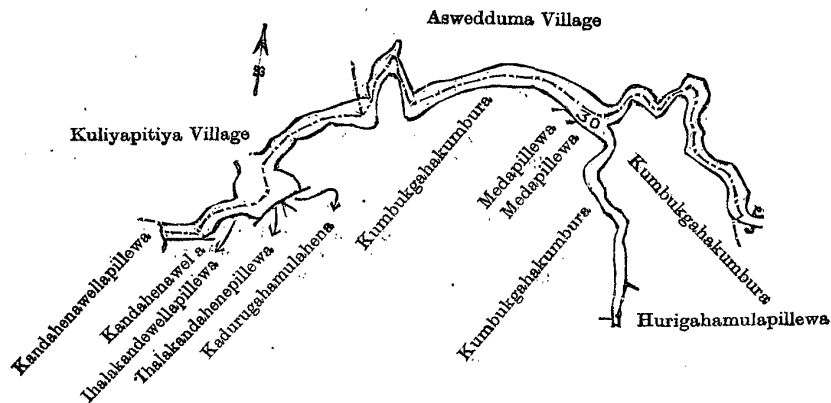 Aswedduma Village
Kuliyapitiya Village
30
Kandahenawellapillewa
Kandahenawela
Ihalakandewellapillewa
Thalakandahenepillewa
Kadurugahamulahena
Kumbukgahakumbura
Medapillewa
Medapillewa
Kumbukgahakumbura
Kumbukgahakumbura
Hurigahamulapillewa